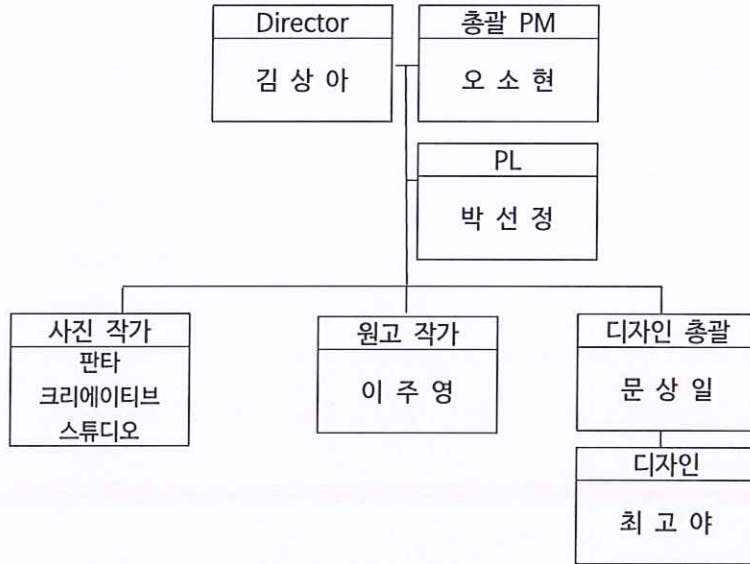 Director
김 상 아
총괄 PM
오 소 현
PL
박 선 정
사진 작가
판타
크리에이티브
스튜디오
원고 작가
이 주 영
디자인 총괄
문 상 일
디자인
최 고 야